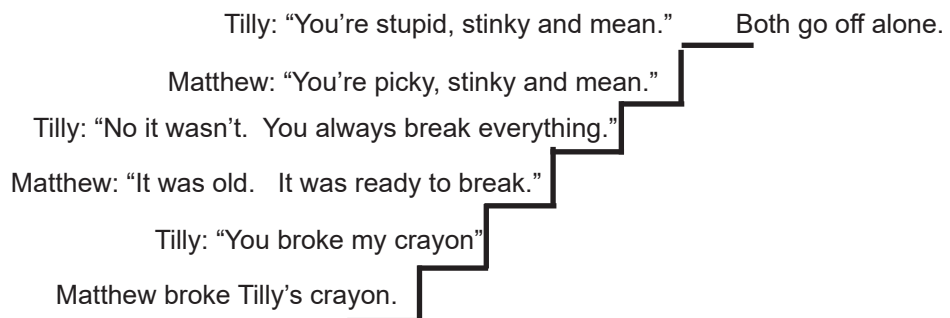 Tilly: “You’re stupid, stinky and mean.” Both go off alone.
Matthew: “You’re picky, stinky and mean.”
Tilly: “No it wasn’t. You always break everything.”
Matthew: “It was old. It was ready to break.”
Tilly: “You broke my crayon”
Matthew broke Tilly’s crayon.